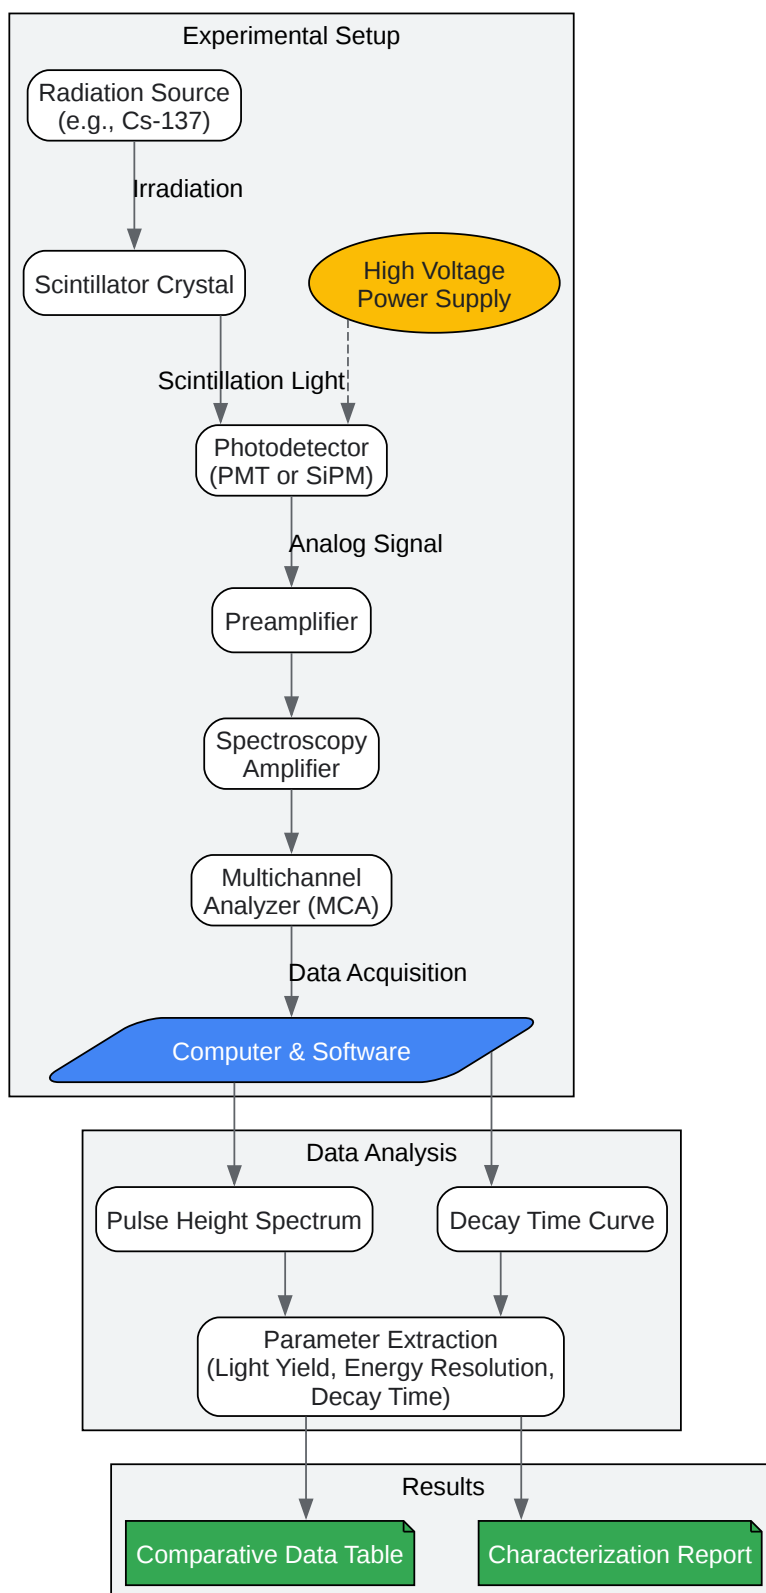 Experimental Setup
Radiation Source
(e.g., Cs-137)
Irradiation
Scintillator Crystal
High Voltage
Power Supply
Scintillation Light
Photodetector
(PMT or SiPM)
Analog Signal
Preamplifier
Spectroscopy
Amplifier
Multichannel
Analyzer (MCA)
Data Acquisition
Computer & Software
Data Analysis
Pulse Height Spectrum
Decay Time Curve
Parameter Extraction
(Light Yield, Energy Resolution,
Decay Time)
Results
Comparative Data Table
Characterization Report